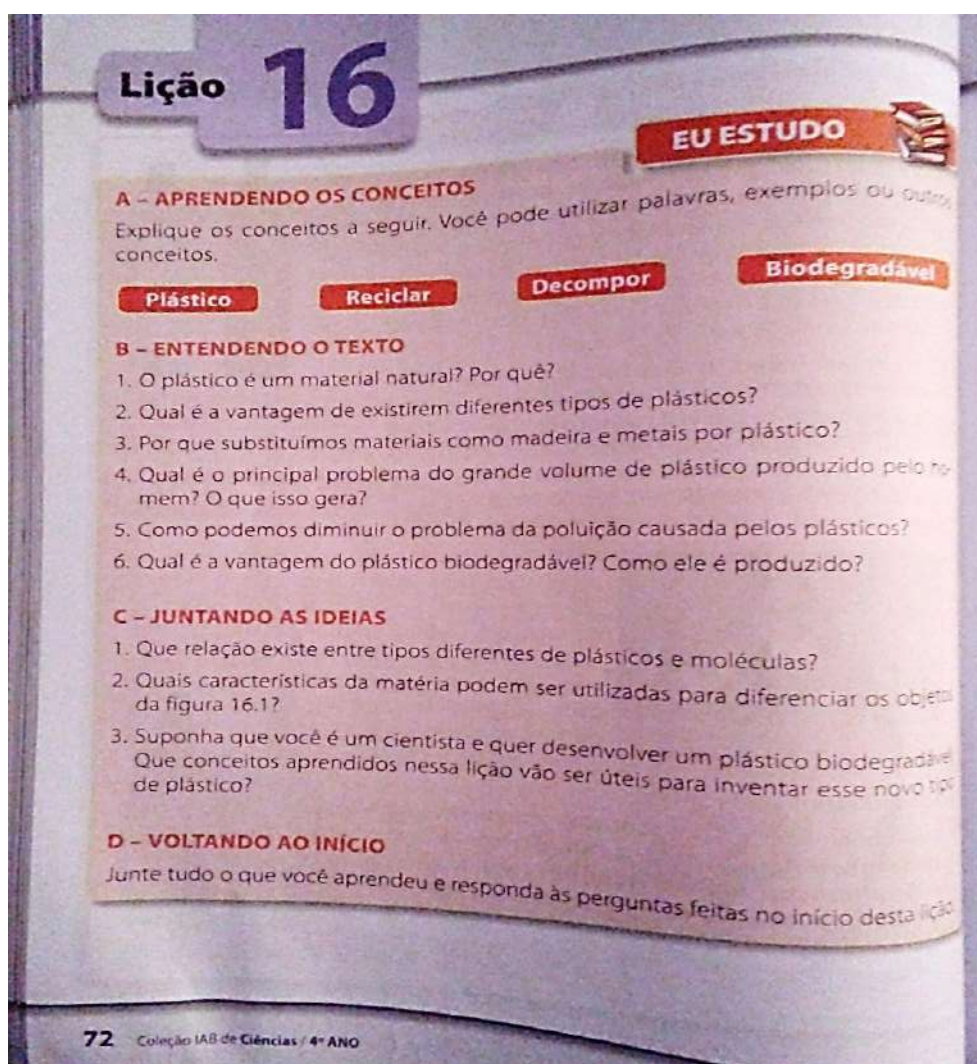 Lição 16
EU ESTUDO
A – APRENDENDO OS CONCEITOS
Explique os conceitos a seguir. Você pode utilizar palavras, exemplos ou outros
conceitos.
Plástico Reciclar Decompor Biodegradável
B – ENTENDENDO O TEXTO
1. O plástico é um material natural? Por quê?
2. Qual é a vantagem de existirem diferentes tipos de plásticos?
3. Por que substituímos materiais como madeira e metais por plástico?
4. Qual é o principal problema do grande volume de plástico produzido pelo ho-
mem? O que isso gera?
5. Como podemos diminuir o problema da poluição causada pelos plásticos?
6. Qual é a vantagem do plástico biodegradável? Como ele é produzido?
C – JUNTANDO AS IDEIAS
1. Que relação existe entre tipos diferentes de plásticos e moléculas?
2. Quais características da matéria podem ser utilizadas para diferenciar os
da figura 16.1?
3. Suponha que você é um cientista e quer desenvolver um plástico
Que conceitos aprendidos nessa lição vão ser úteis para inventar esse novo tipo
de plástico?
D – VOLTANDO AO INÍCIO
Junte tudo o que você aprendeu e responda às perguntas feitas no início desta lição
72 Coleção IAB de Ciências / 4º ANO